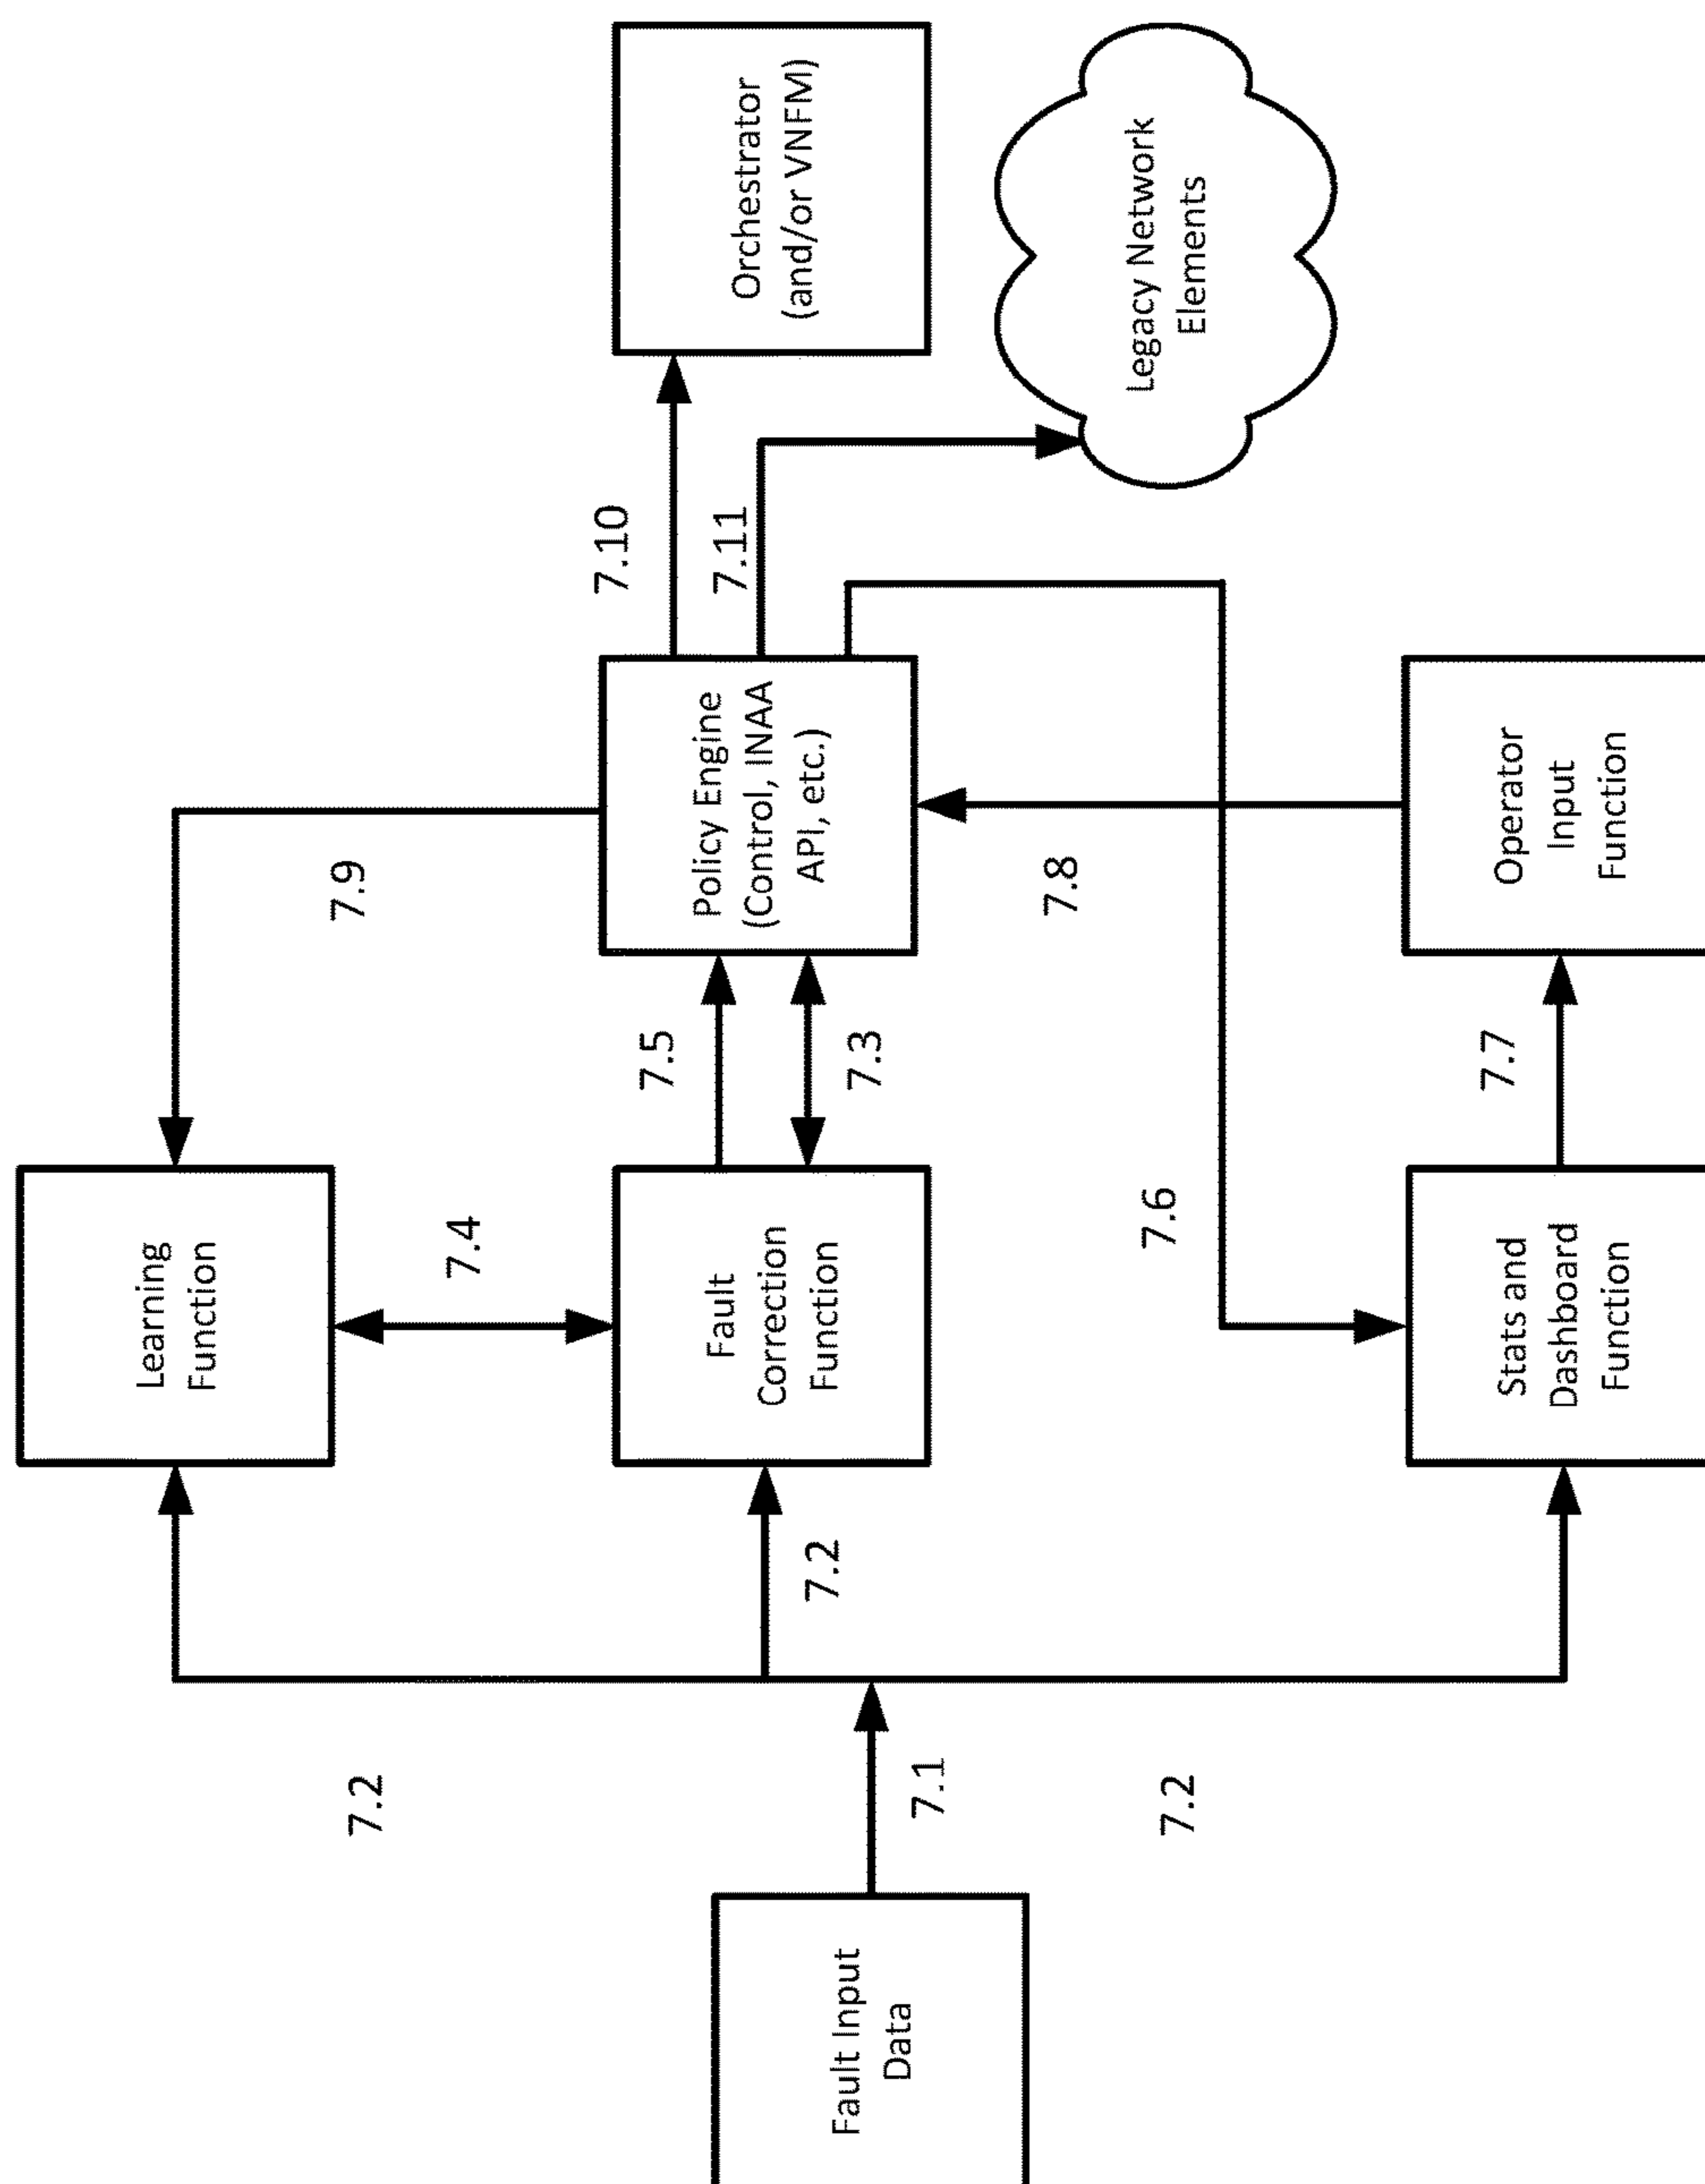 Learning
Function
7.9
7.2
7.4
Orchestrator
(and/or VNFM)
7.10
Policy Engine
(Control, INAA
API, etc.)
7.11
7.5
7.3
Fault
Correction
Function
7.2
Fault Input
Data
7.1
Legacy Network
Elements
7.8
7.6
7.2
Stats and
Dashboard
Function
7.7
Operator
Input
Function